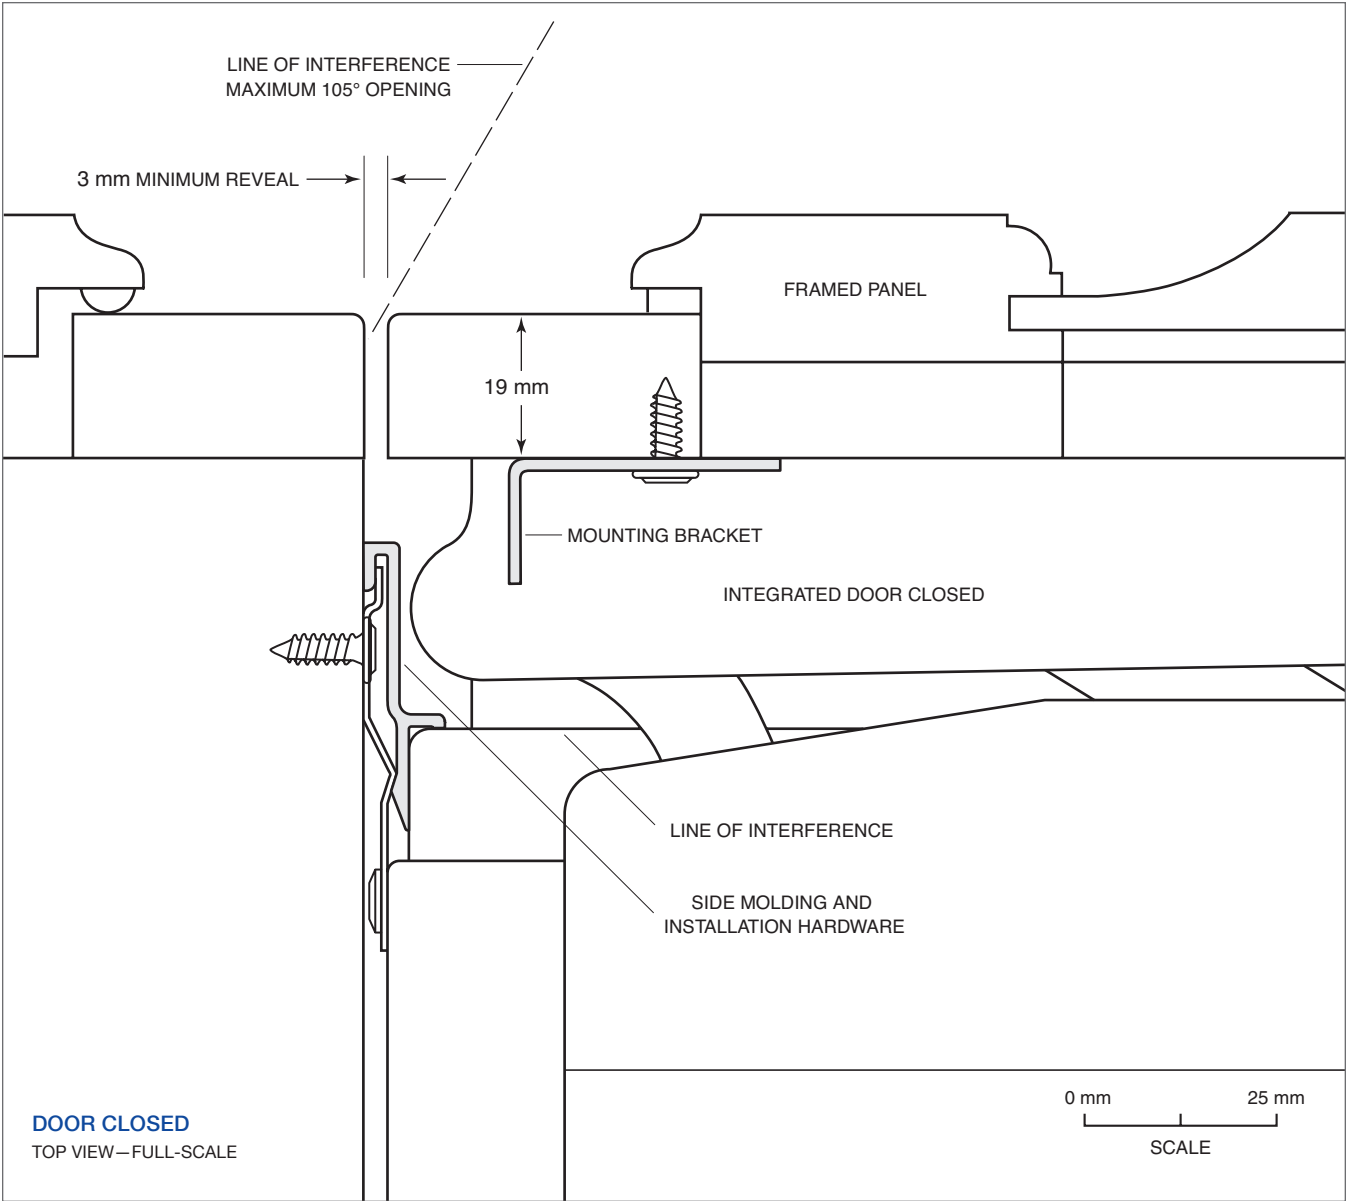 LINE OF INTERFERENCE
MAXIMUM 105° OPENING
3 mm MINIMUM REVEAL
FRAMED PANEL
19 mm
MOUNTING BRACKET
INTEGRATED DOOR CLOSED
LINE OF INTERFERENCE
SIDE MOLDING AND
INSTALLATION HARDWARE
DOOR CLOSED
TOP VIEW—FULL-SCALE
0 mm 25 mm
SCALE